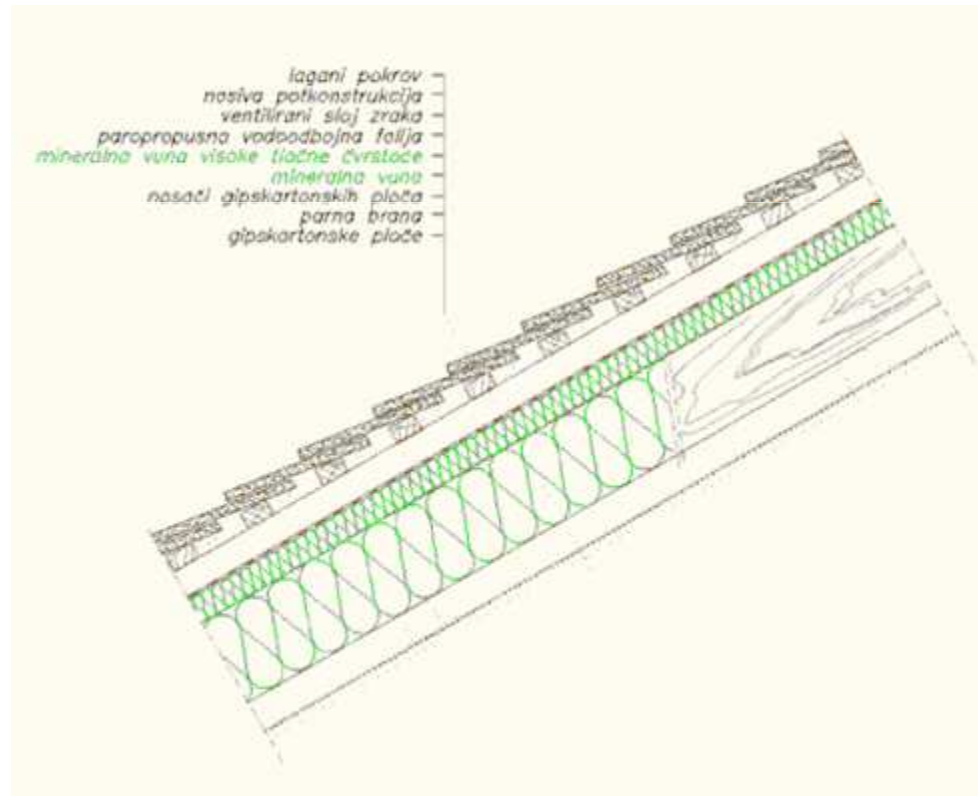 lagani pokrov
nosiva potkonstrukcija
ventilirani sloj zraka
paropropusna vodoodbojna folija
mineralna vuna visoke tlačne čvrstoće
mineralna vuna
nosači gipskartonskih ploča
parna brana
gipskartonske ploče